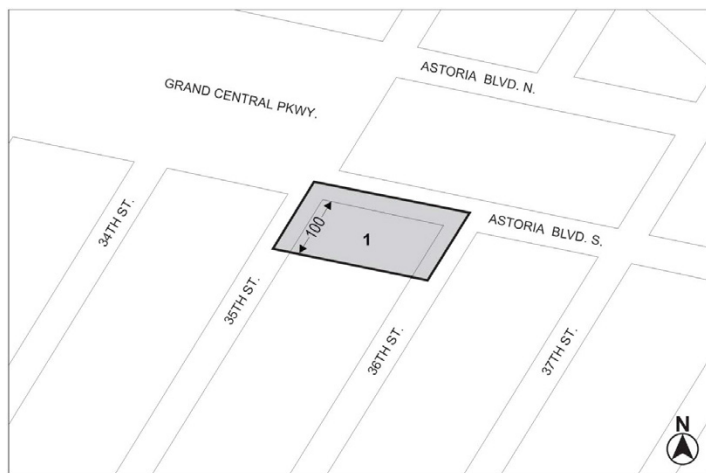 ASTORIA BLVD. N.
GRAND CENTRAL PKWY.
34TH ST.
100
1
ASTORIA BLVD. S.
35TH ST.
36TH ST.
37TH ST.
N